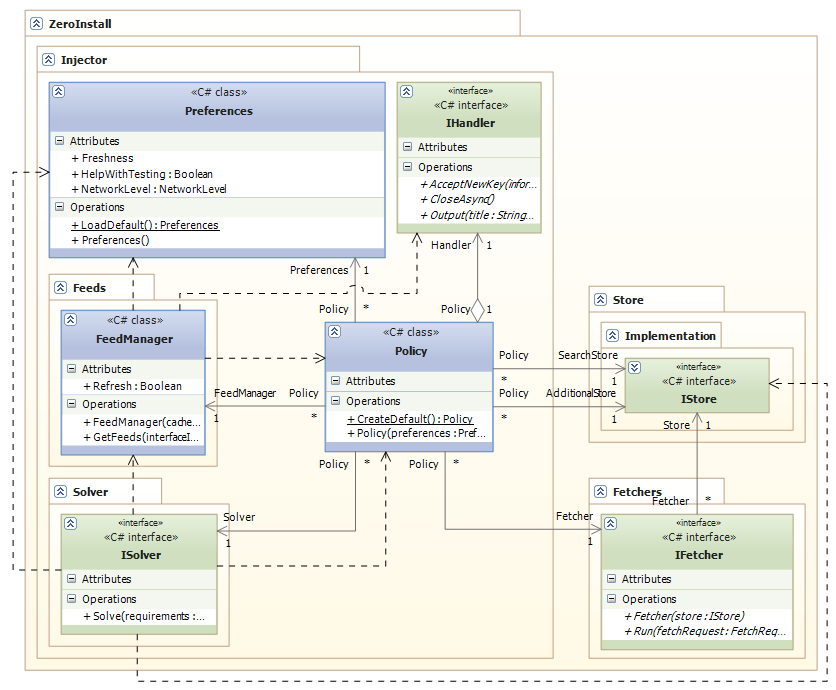 ZeroInstall
Injector
«C# class»
Preferences
Attributes
+ Freshness
+ HelpWithTesting : Boolean
+ NetworkLevel : NetworkLevel
Operations
+ LoadDefault() : Preferences
+ Preferences()
«interface»
«C# interface»
IHandler
Attributes
Operations
+ AcceptNewKey(infor...
+ CloseAsync()
+ Output(title : String...
Handler 1
Preferences 1
Policy *
Policy 1
Feeds
«C# class»
FeedManager
Attributes
+ Refresh : Boolean
Operations
+ FeedManager(cache...
+ GetFeeds(interfaceI...
FeedManager Policy
1 *
«C# class»
Policy
Attributes
Operations
+ CreateDefault() : Policy
+ Policy(preferences : Pref...
Policy SearchStore
* 1
Policy AdditionalStore
* 1
Store
Implementation
«interface»
«C# interface»
IStore
Store 1
Policy *
Policy *
Solver
Solver
1
«interface»
«C# interface»
ISolver
Attributes
Operations
+ Solve(requirements :...
Fetchers
Fetcher *
Fetcher
1
«interface»
«C# interface»
IFetcher
Attributes
Operations
+ Fetcher(store : IStore)
+ Run(fetchRequest : FetchReq...